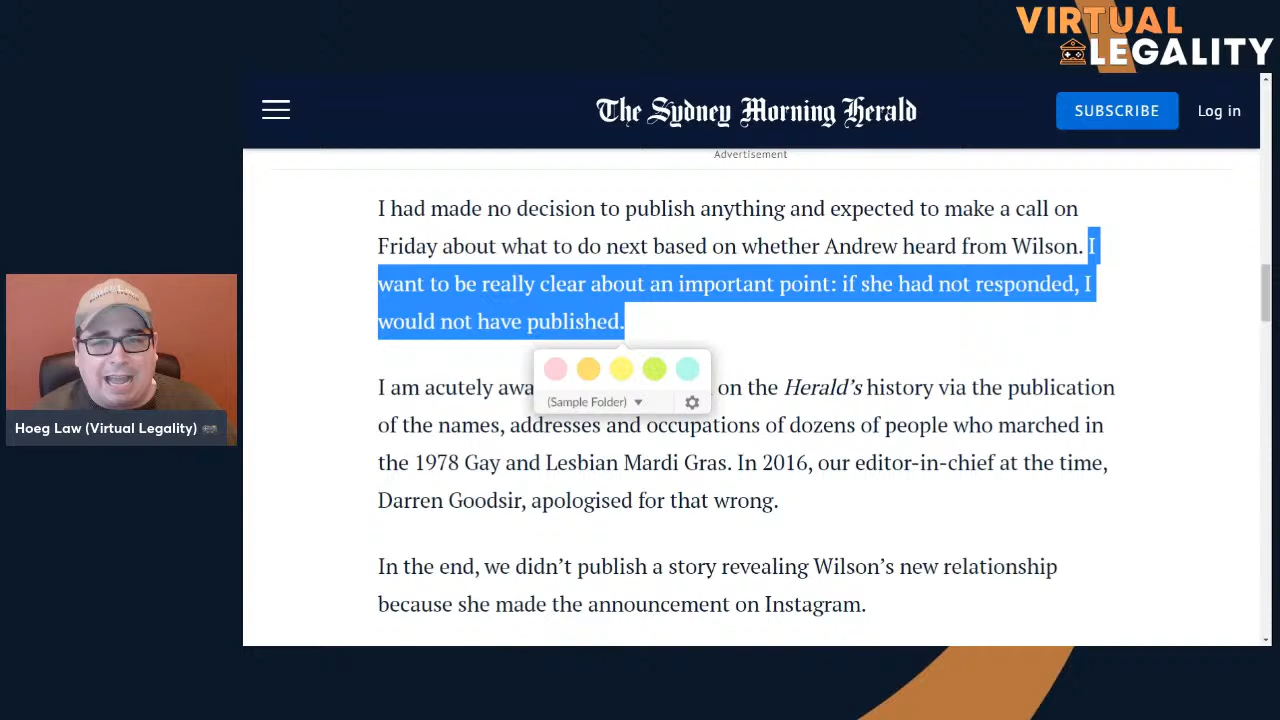 VIRTUAL
LEGALITY
The Sydney Morning Herald
SUBSCRIBE
Log in
Advertisement
I had made no decision to publish anything and expected to make a call on
Friday about what to do next based on whether Andrew heard from Wilson. I
want to be really clear about an important point: if she had not responded, I
would not have published.
I am acutely awa on the Herald’s history via the publication
(Sample Folder)
of the names, addresses and occupations of dozens of people who marched in
the 1978 Gay and Lesbian Mardi Gras. In 2016, our editor-in-chief at the time,
Darren Goodsir, apologised for that wrong.
In the end, we didn’t publish a story revealing Wilson’s new relationship
because she made the announcement on Instagram.
Hoeg Law (Virtual Legality) 🎮